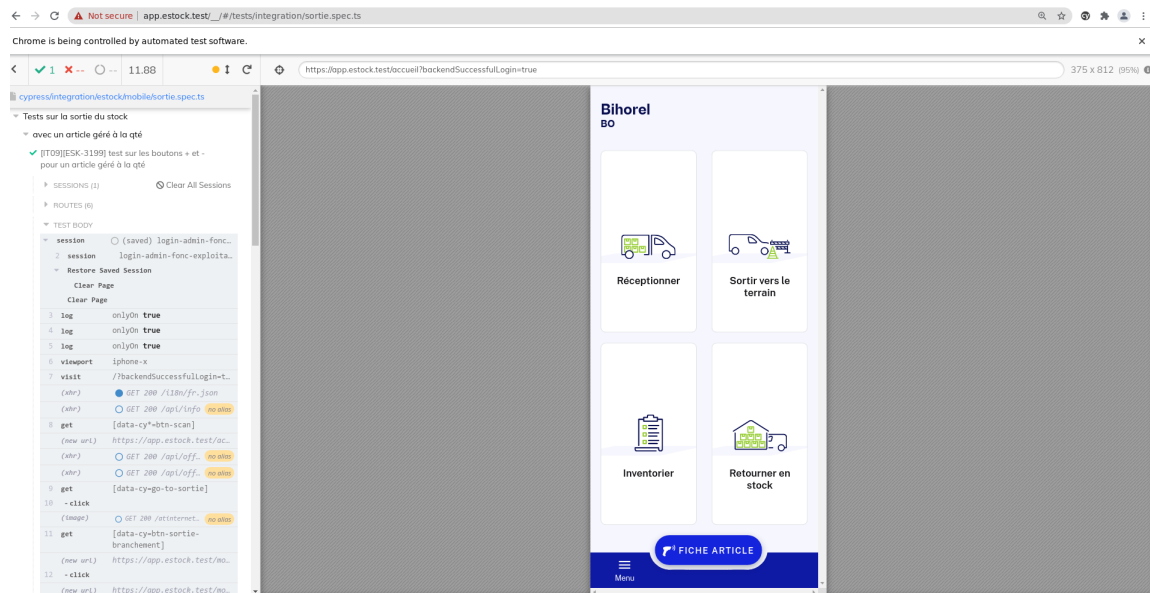 Not secure | app.estock.test/__/#/tests/integration/sortie.spec.ts
Chrome is being controlled by automated test software.
1 -- -- 11.88
https://app.estock.test/accueil?backendSuccessfulLogin=true
375 x 812 (95%)
cypress/integration/estock/mobile/sortie.spec.ts
Tests sur la sortie du stock
avec un article géré à la qté
[IT09][ESK-3199] test sur les boutons + et -
pour un article géré à la qté
SESSIONS (1) Clear All Sessions
ROUTES (6)
TEST BODY
session (saved) login-admin-fonc…
2 session login-admin-fonc-exploita…
Restore Saved Session
Clear Page
Clear Page
3 log onlyOn true
4 log onlyOn true
5 log onlyOn true
6 viewport iphone-x
7 visit /?backendSuccessfulLogin=t…
(xhr) GET 200 /i18n/fr.json
(xhr) GET 200 /api/info no alias
8 get [data-cy*=btn-scan]
(new url) https://app.estock.test/ac…
(xhr) GET 200 /api/off… no alias
(xhr) GET 200 /api/off… no alias
9 get [data-cy=go-to-sortie]
10 - click
(image) GET 200 /atinternet… no alias
11 get [data-cy=btn-sortie-
branchement]
(new url) https://app.estock.test/mo…
12 - click
(new url) https://app.estock.test/mo…
Bihorel
BO
Réceptionner
Sortir vers le
terrain
Inventorier
Retourner en
stock
FICHE ARTICLE
Menu